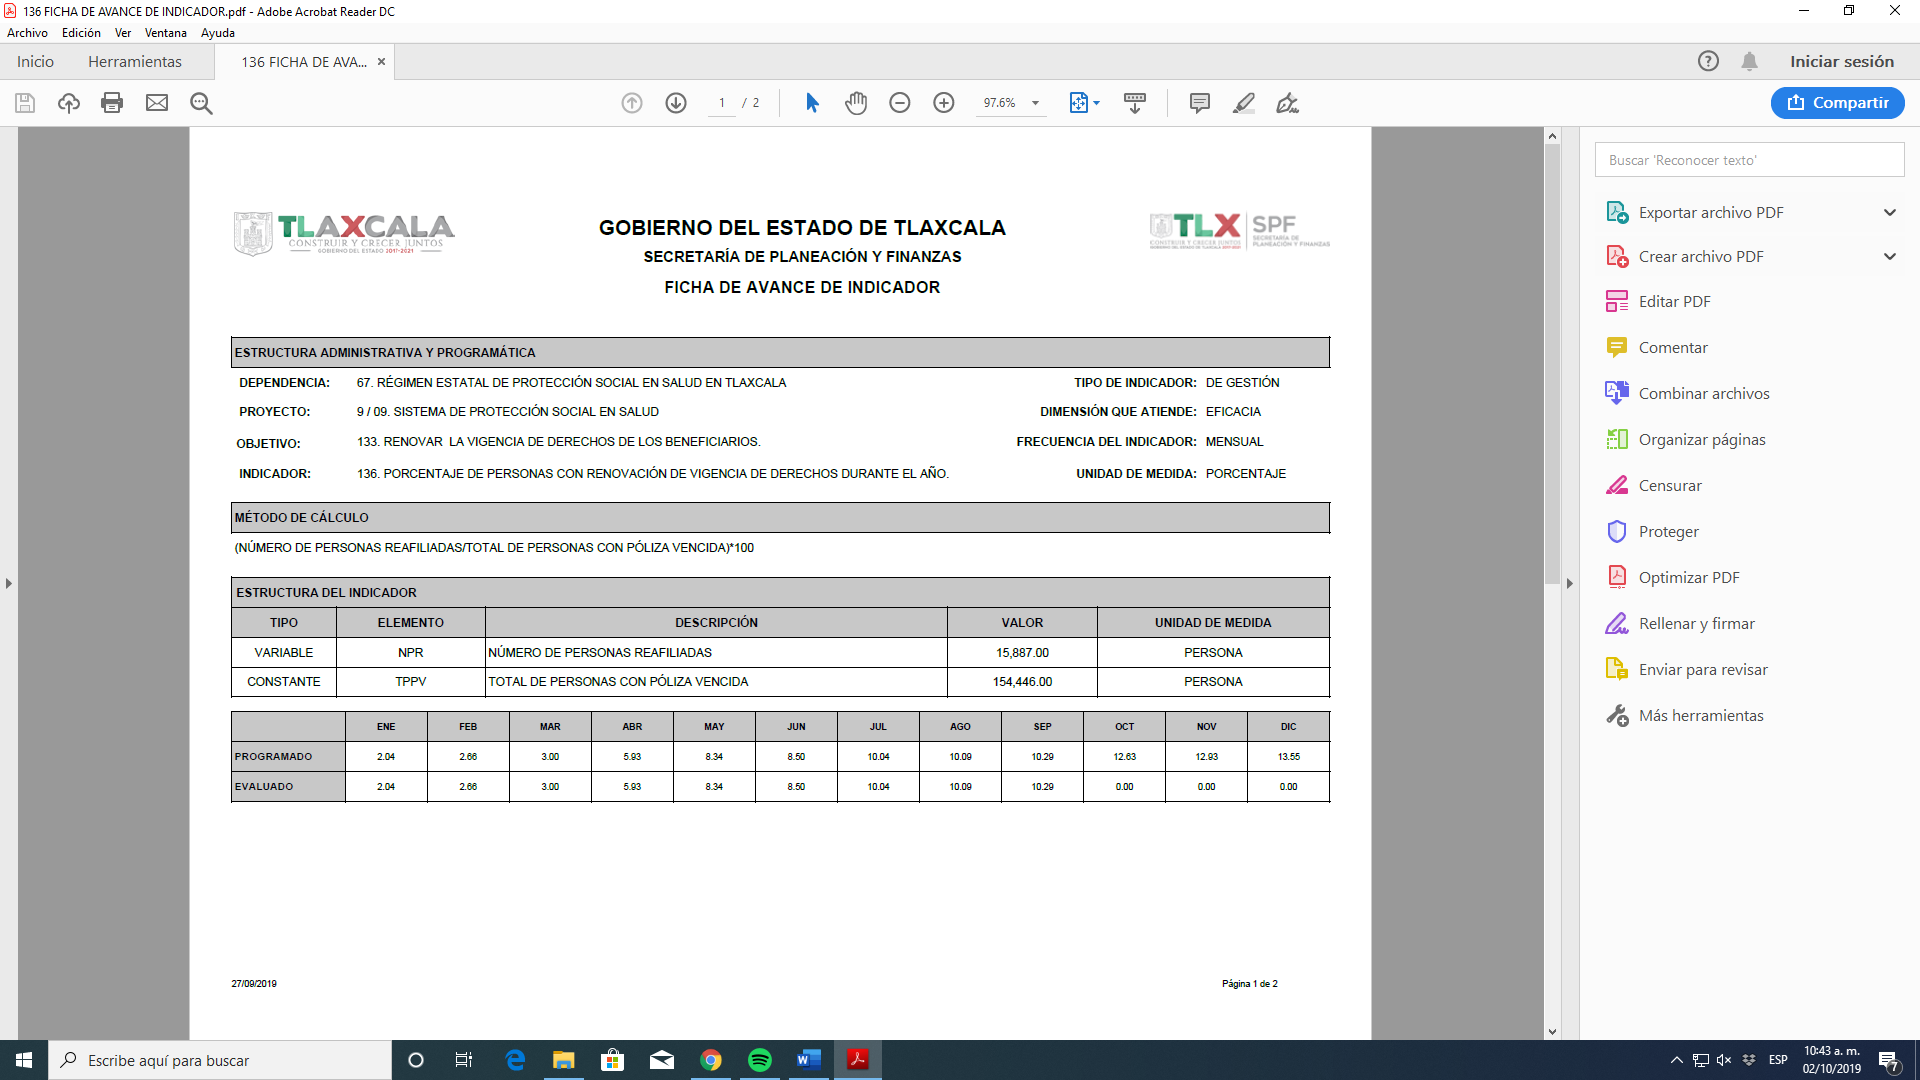 136 FICHA DE AVANCE DE INDICADOR.pdf - Adobe Acrobat Reader DC
Archivo Edición Ver Ventana Ayuda
Inicio Herramientas 136 FICHA DE AVA... × Iniciar sesión
1 / 2 97.6% Compartir
Buscar 'Reconocer texto'
Exportar archivo PDF
Crear archivo PDF
Editar PDF
Comentar
Combinar archivos
Organizar páginas
Censurar
Proteger
Optimizar PDF
Rellenar y firmar
Enviar para revisar
Más herramientas
TLAXCALA
CONSTRUIR Y CRECER JUNTOS
GOBIERNO DEL ESTADO 2017-2021
GOBIERNO DEL ESTADO DE TLAXCALA
SECRETARÍA DE PLANEACIÓN Y FINANZAS
FICHA DE AVANCE DE INDICADOR
TLX SPF
CONSTRUIR Y CRECER JUNTOS
SECRETARÍA DE
PLANEACIÓN Y FINANZAS
ESTRUCTURA ADMINISTRATIVA Y PROGRAMÁTICA
DEPENDENCIA: 67. RÉGIMEN ESTATAL DE PROTECCIÓN SOCIAL EN SALUD EN TLAXCALA TIPO DE INDICADOR: DE GESTIÓN
PROYECTO: 9 / 09. SISTEMA DE PROTECCIÓN SOCIAL EN SALUD DIMENSIÓN QUE ATIENDE: EFICACIA
OBJETIVO: 133. RENOVAR LA VIGENCIA DE DERECHOS DE LOS BENEFICIARIOS. FRECUENCIA DEL INDICADOR: MENSUAL
INDICADOR: 136. PORCENTAJE DE PERSONAS CON RENOVACIÓN DE VIGENCIA DE DERECHOS DURANTE EL AÑO. UNIDAD DE MEDIDA: PORCENTAJE
MÉTODO DE CÁLCULO
(NÚMERO DE PERSONAS REAFILIADAS/TOTAL DE PERSONAS CON PÓLIZA VENCIDA)*100
ESTRUCTURA DEL INDICADOR
TIPO ELEMENTO DESCRIPCIÓN VALOR UNIDAD DE MEDIDA
VARIABLE NPR NÚMERO DE PERSONAS REAFILIADAS 15,887.00 PERSONA
CONSTANTE TPPV TOTAL DE PERSONAS CON PÓLIZA VENCIDA 154,446.00 PERSONA
ENE FEB MAR ABR MAY JUN JUL AGO SEP OCT NOV DIC
PROGRAMADO 2.04 2.66 3.00 5.93 8.34 8.50 10.04 10.09 10.29 12.63 12.93 13.55
EVALUADO 2.04 2.66 3.00 5.93 8.34 8.50 10.04 10.09 10.29 0.00 0.00 0.00
27/09/2019 Página 1 de 2
Escribe aquí para buscar
ESP
10:43 a. m.
02/10/2019
7